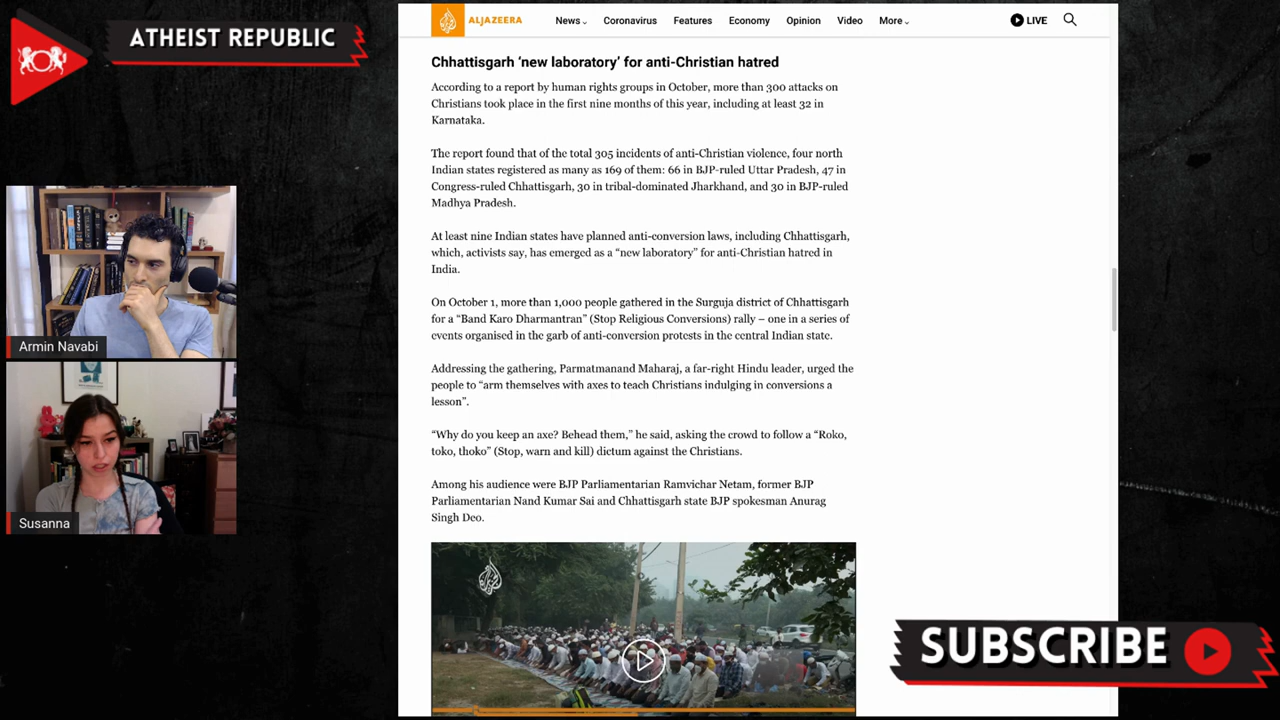 ATHEIST REPUBLIC
ALJAZEERA
News
Coronavirus
Features
Economy
Opinion
Video
More
LIVE
Chhattisgarh ‘new laboratory’ for anti-Christian hatred
According to a report by human rights groups in October, more than 300 attacks on
Christians took place in the first nine months of this year, including at least 32 in
Karnataka.
The report found that of the total 305 incidents of anti-Christian violence, four north
Indian states registered as many as 169 of them: 66 in BJP-ruled Uttar Pradesh, 47 in
Congress-ruled Chhattisgarh, 30 in tribal-dominated Jharkhand, and 30 in BJP-ruled
Madhya Pradesh.
At least nine Indian states have planned anti-conversion laws, including Chhattisgarh,
which, activists say, has emerged as a “new laboratory” for anti-Christian hatred in
India.
On October 1, more than 1,000 people gathered in the Surguja district of Chhattisgarh
for a “Band Karo Dharmantran” (Stop Religious Conversions) rally – one in a series of
events organised in the garb of anti-conversion protests in the central Indian state.
Addressing the gathering, Parmatmanand Maharaj, a far-right Hindu leader, urged the
people to “arm themselves with axes to teach Christians indulging in conversions a
lesson”.
“Why do you keep an axe? Behead them,” he said, asking the crowd to follow a “Roko,
toko, thoko” (Stop, warn and kill) dictum against the Christians.
Among his audience were BJP Parliamentarian Ramvichar Netam, former BJP
Parliamentarian Nand Kumar Sai and Chhattisgarh state BJP spokesman Anurag
Singh Deo.
Armin Navabi
Susanna
SUBSCRIBE